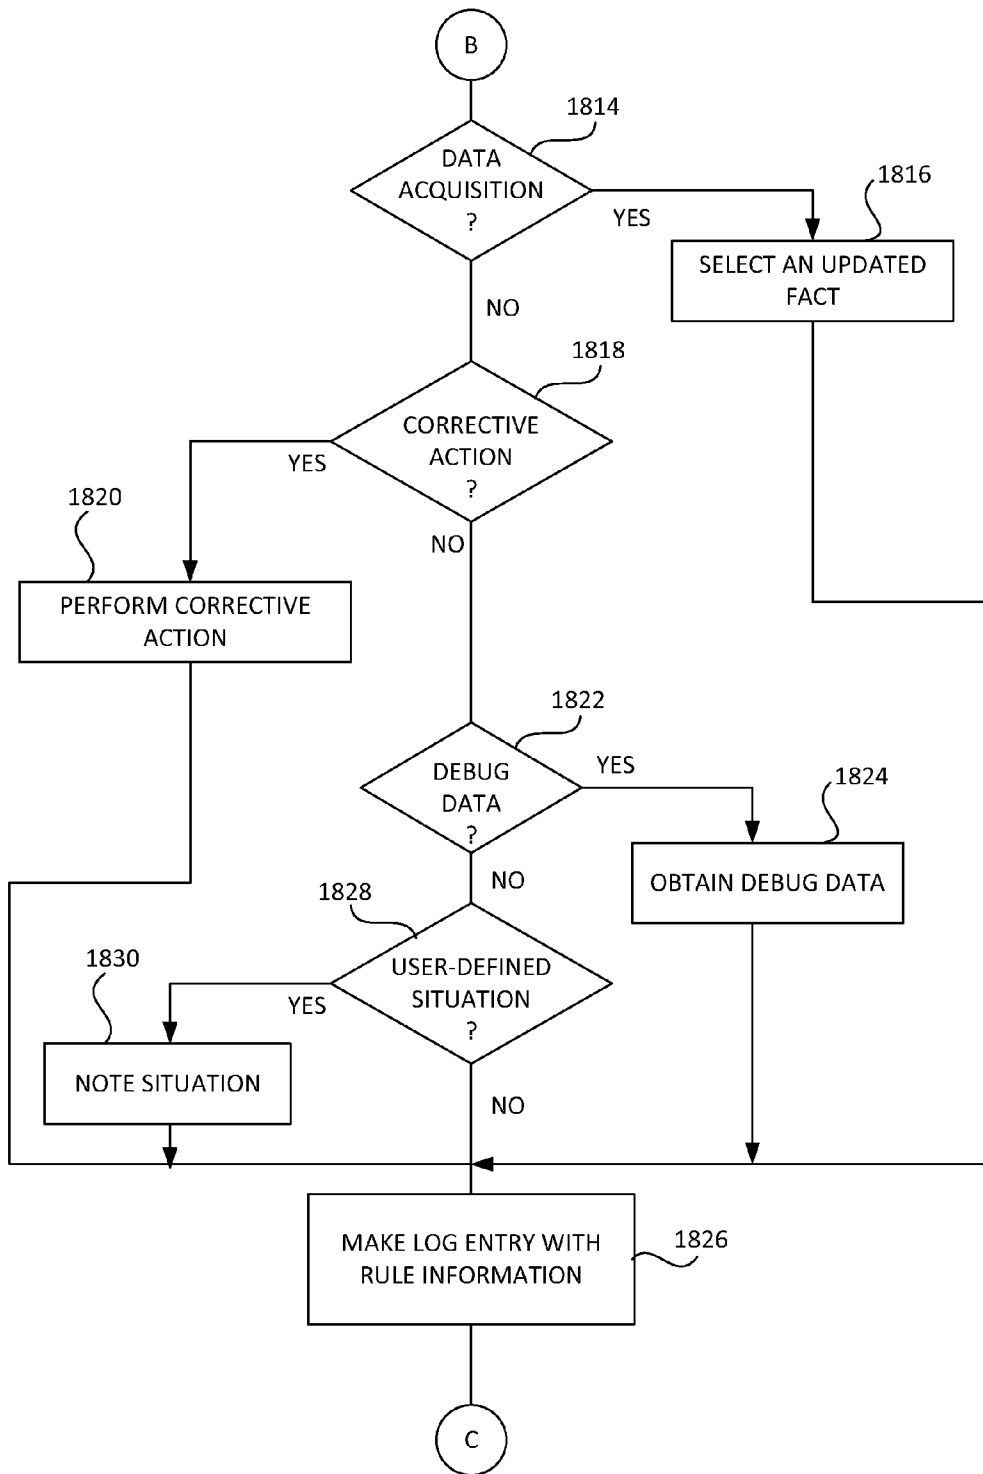 B
1814
DATA
ACQUISITION
?
YES
1816
SELECT AN UPDATED
FACT
NO
1818
CORRECTIVE
ACTION
?
YES
NO
1820
PERFORM CORRECTIVE
ACTION
1822
DEBUG
DATA
?
YES
1824
OBTAIN DEBUG DATA
NO
1828
USER-DEFINED
SITUATION
?
YES
1830
NOTE SITUATION
NO
MAKE LOG ENTRY WITH
RULE INFORMATION
1826
C